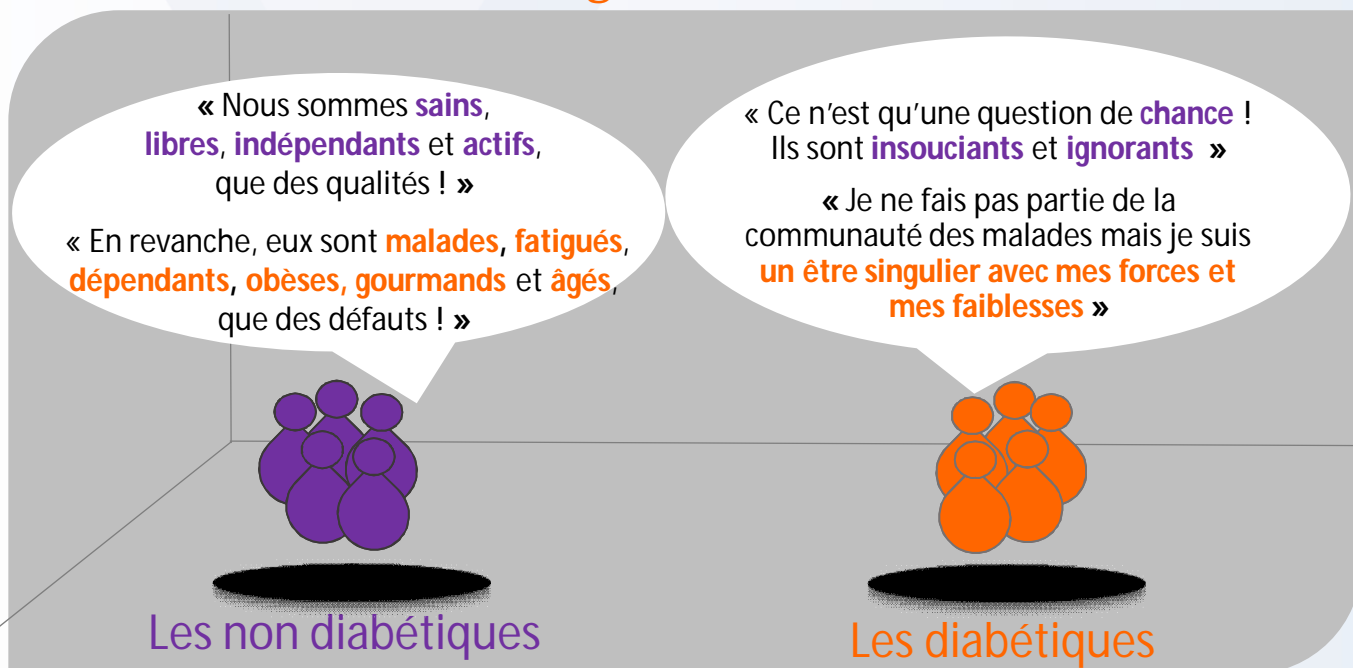 « Nous sommes sains,
libres, indépendants et actifs,
que des qualités ! »
« En revanche, eux sont malades, fatigués,
dépendants, obèses, gourmands et âgés,
que des défauts ! »
« Ce n'est qu'une question de chance !
Ils sont insouciants et ignorants »
« Je ne fais pas partie de la
communauté des malades mais je suis
un être singulier avec mes forces et
mes faiblesses »
Les non diabétiques
Les diabétiques